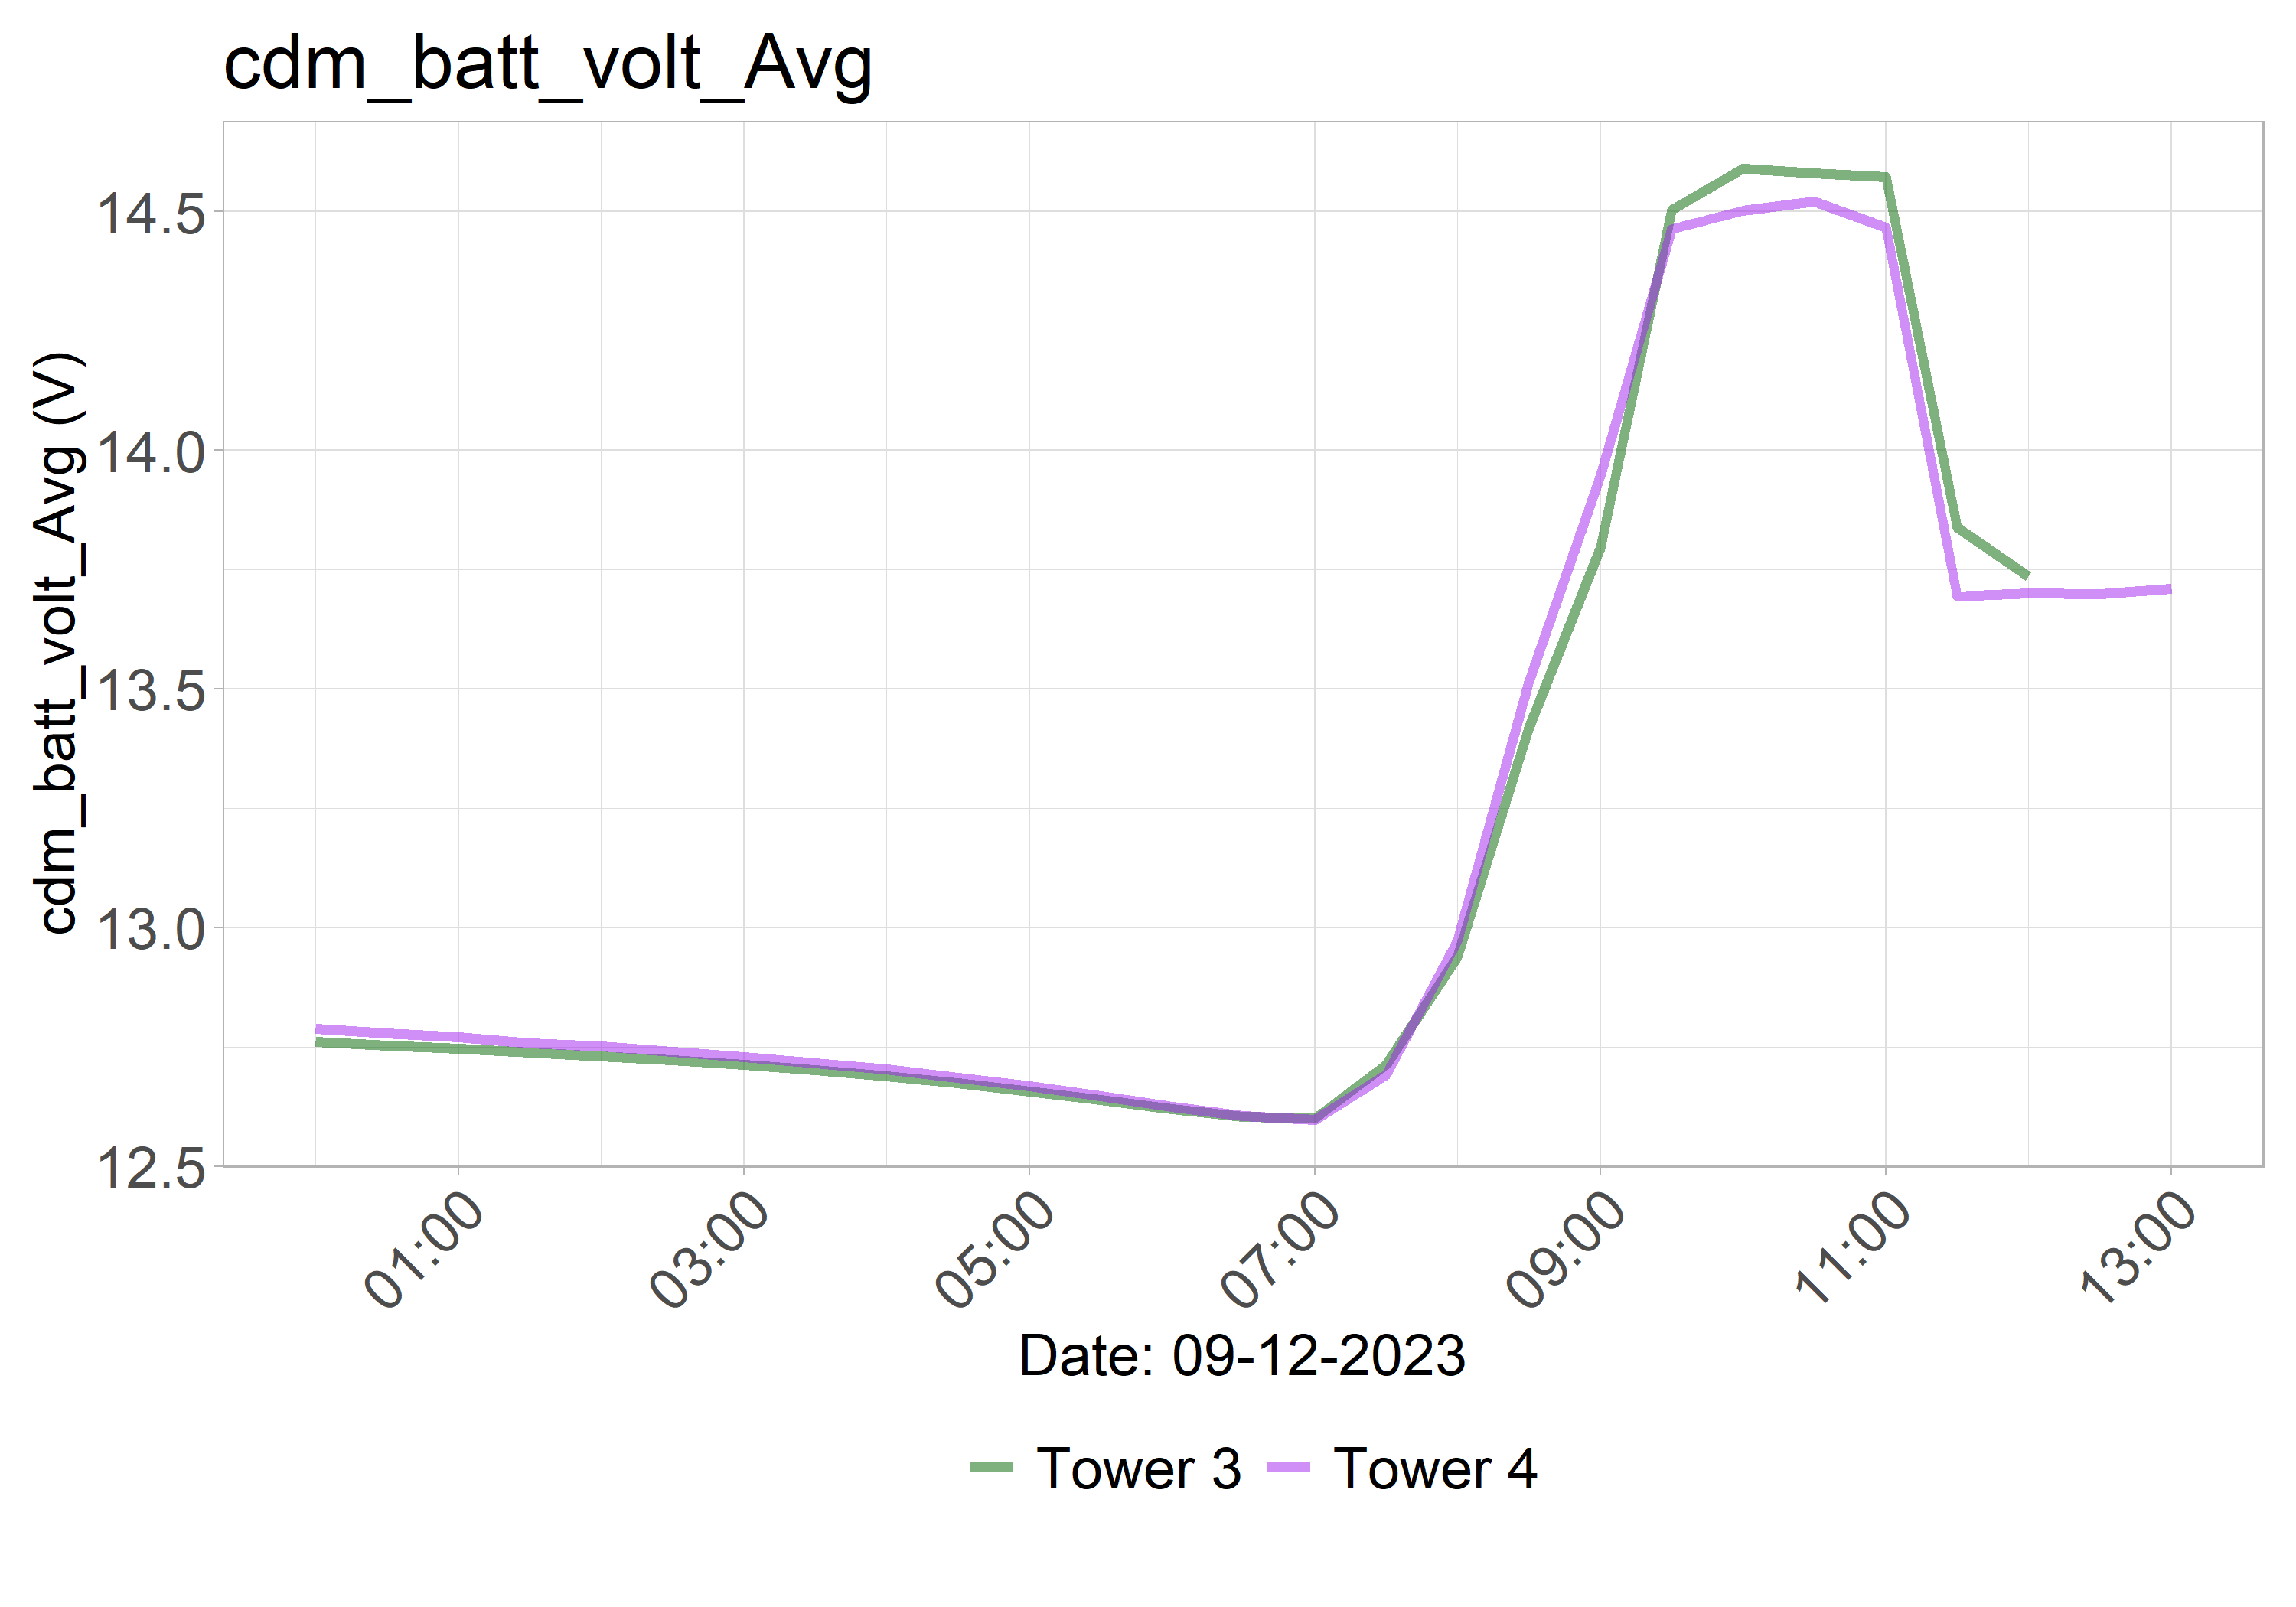 cdm_batt_volt_Avg
cdm_batt_volt_Avg (V)
14.5
14.0
13.5
13.0
12.5
01:00 03:00 05:00 07:00 09:00 11:00 13:00
Date: 09-12-2023
Tower 3 Tower 4